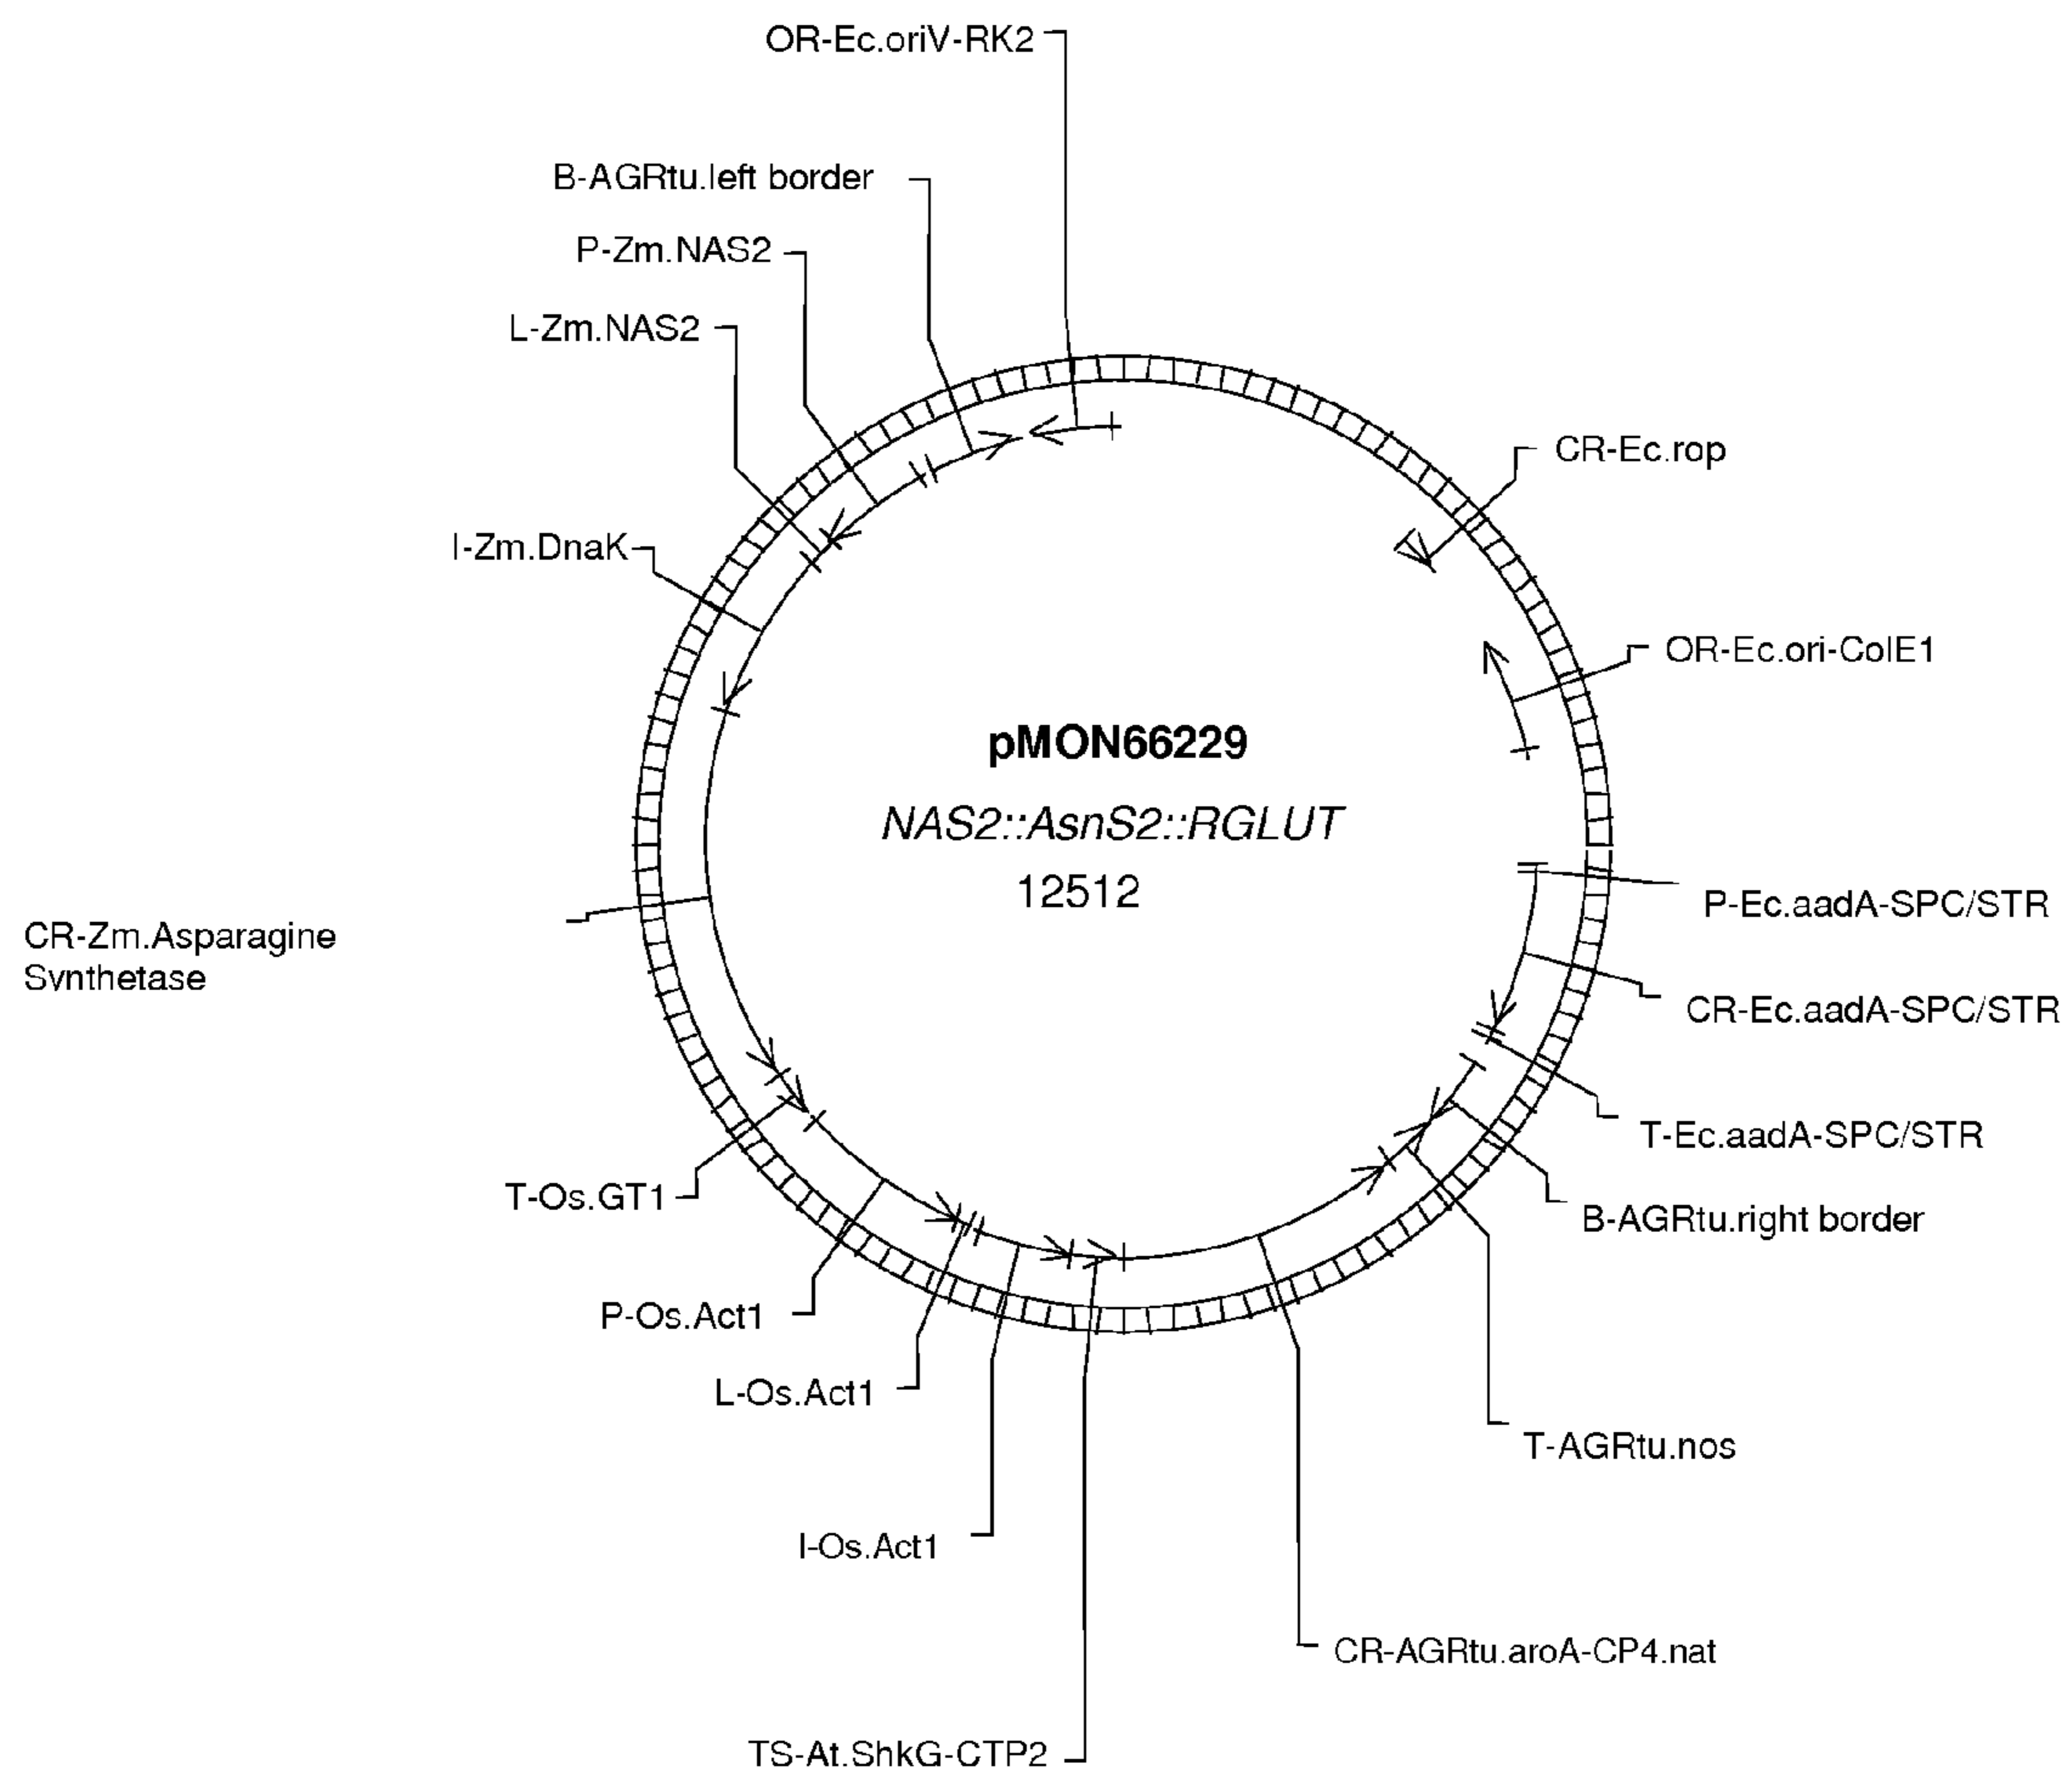 OR-Ec.oriV-RK2
B-AGRtu.left border
P-Zm.NAS2
L-Zm.NAS2
CR-Ec.rop
I-Zm.DnaK
OR-Ec.ori-ColE1
pMON66229
NAS2::AsnS2::RGLUT
12512
P-Ec.aadA-SPC/STR
CR-Zm.Asparagine
Svnthetase
CR-Ec.aadA-SPC/STR
T-Ec.aadA-SPC/STR
T-Os.GT1
B-AGRtu.right border
P-Os.Act1
L-Os.Act1
T-AGRtu.nos
I-Os.Act1
CR-AGRtu.aroA-CP4.nat
TS-At.ShkG-CTP2